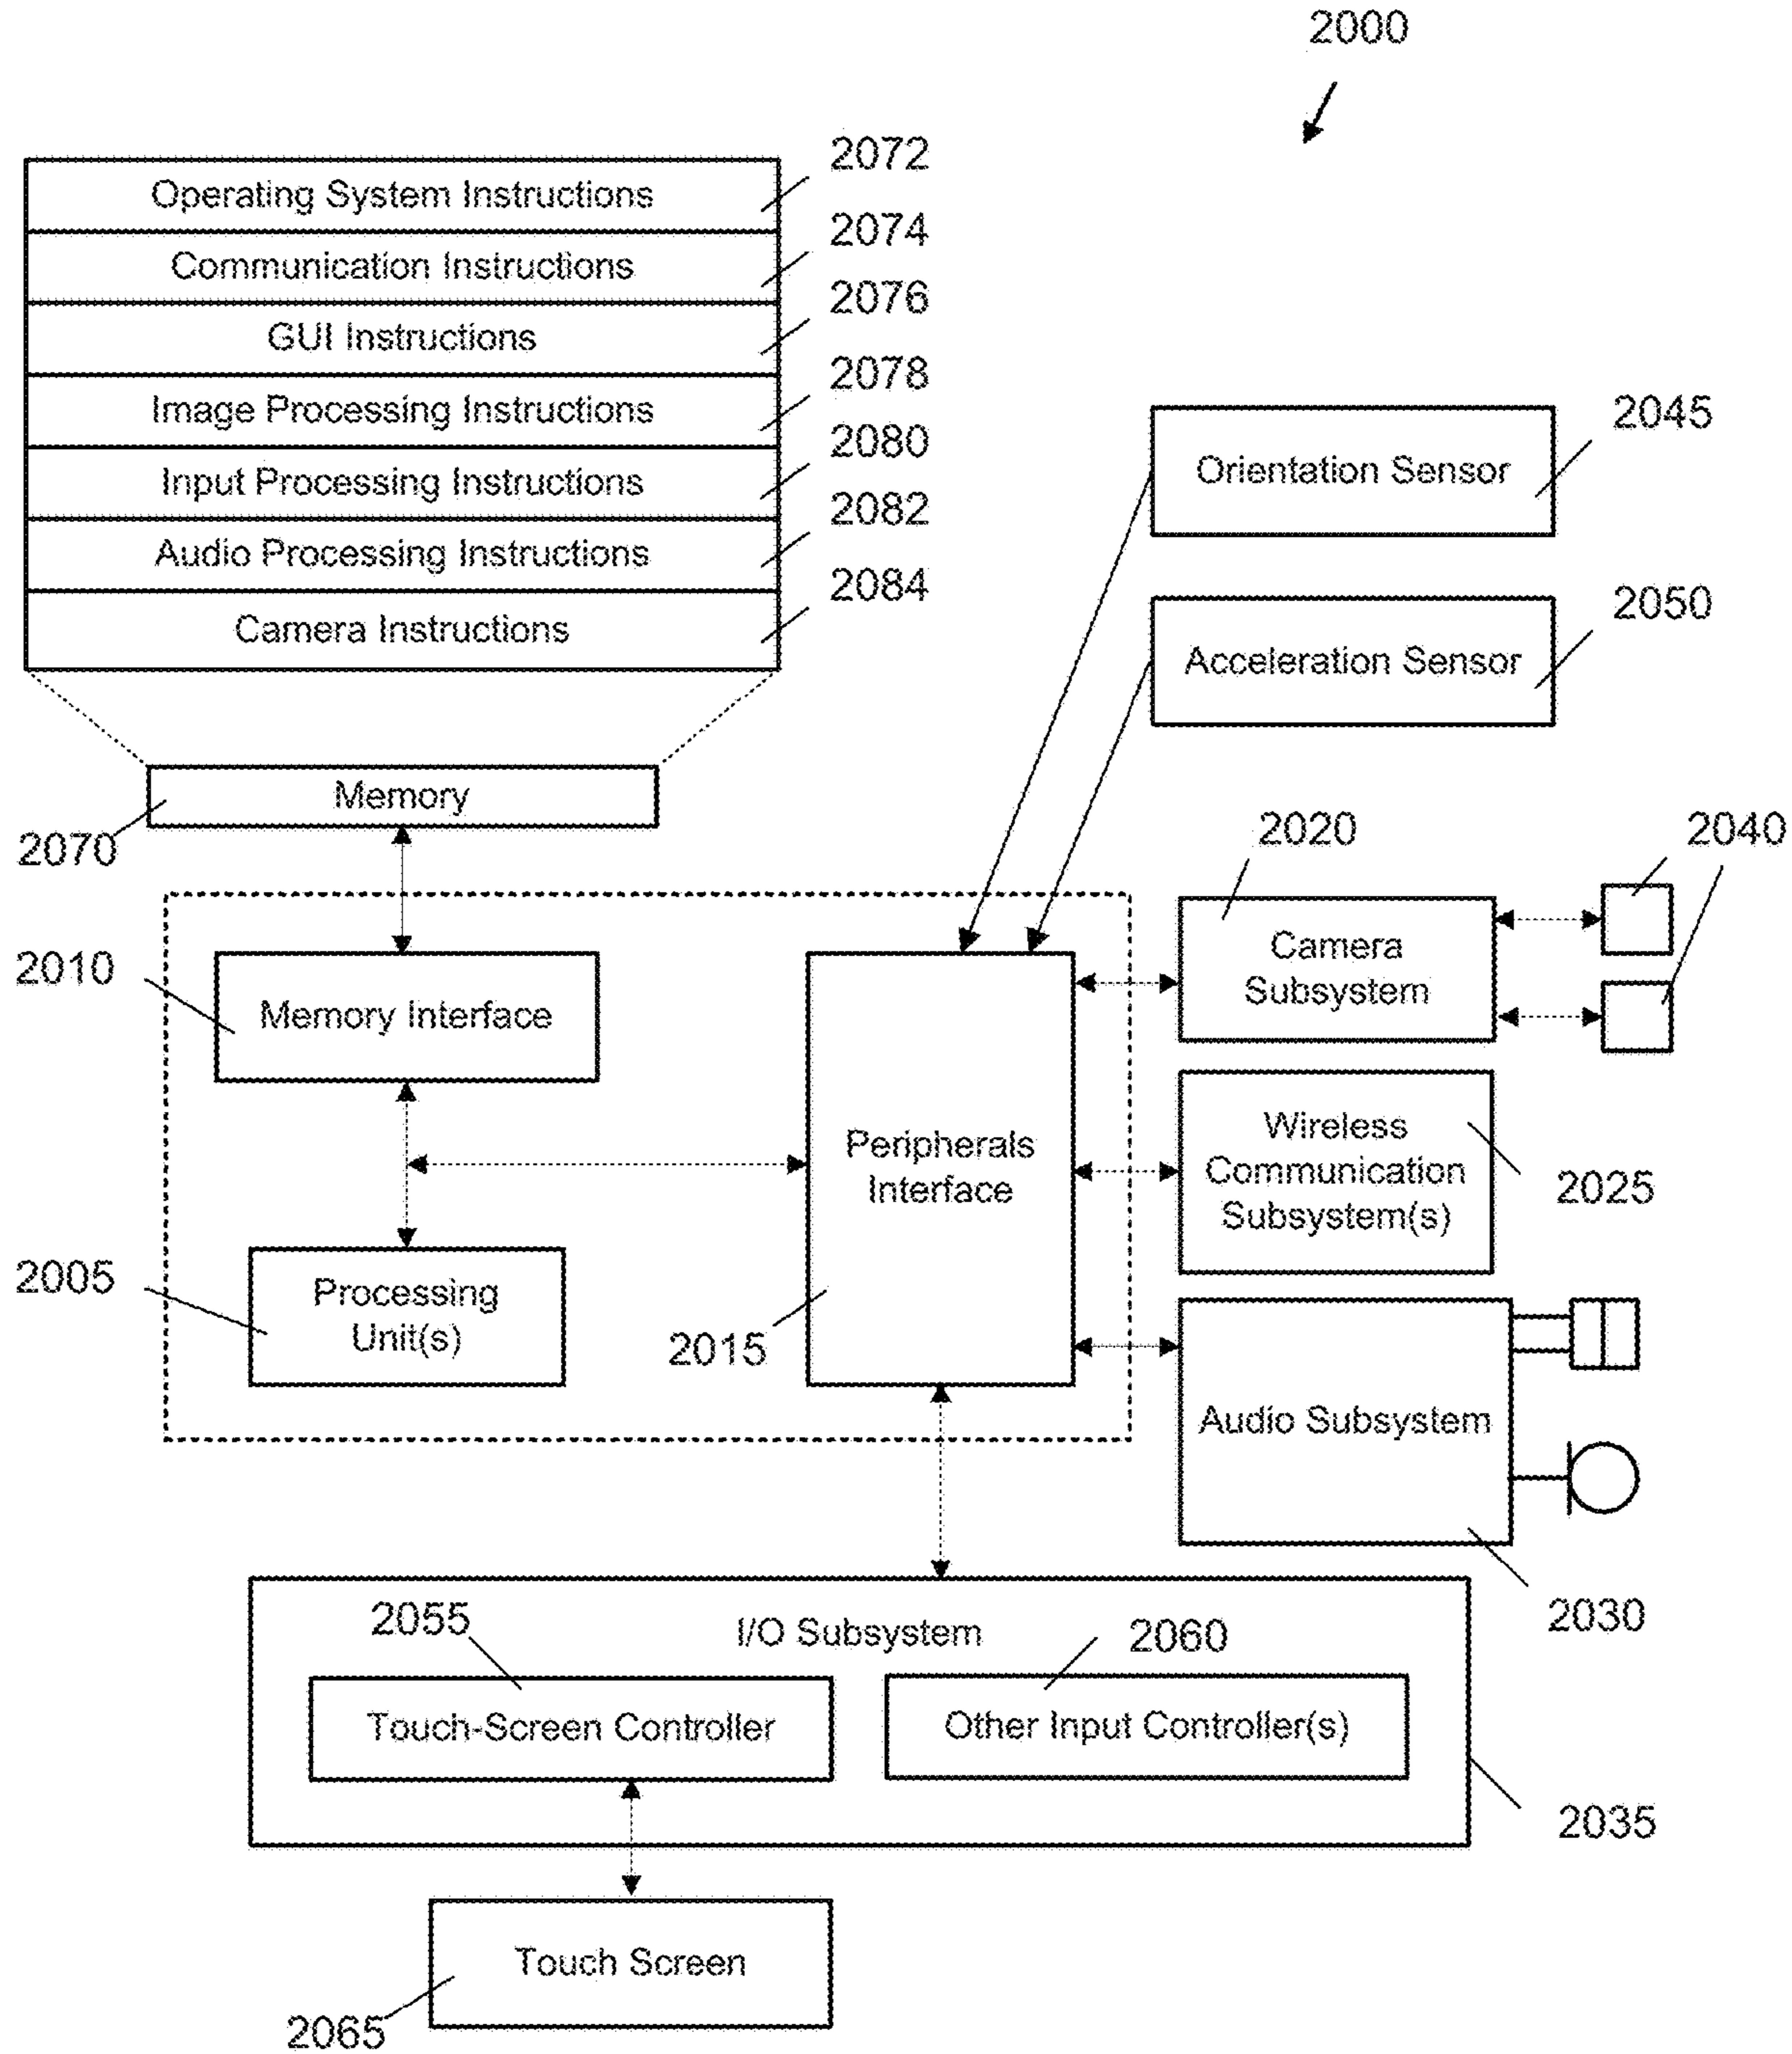 2000
Operating System Instructions
2072
Communication Instructions
2074
GUI Instructions
2076
Image Processing Instructions
2078
Input Processing Instructions
2080
Audio Processing Instructions
2082
Camera Instructions
2084
Orientation Sensor
2045
Acceleration Sensor
2050
Memory
2070
2020
2040
Camera
Subsystem
2010
Memory Interface
Peripherals
Interface
2015
Wireless
Communication
Subsystem(s)
2025
2005
Processing
Unit(s)
Audio Subsystem
2030
I/O Subsystem
2055
Touch-Screen Controller
2060
Other Input Controller(s)
2035
Touch Screen
2065